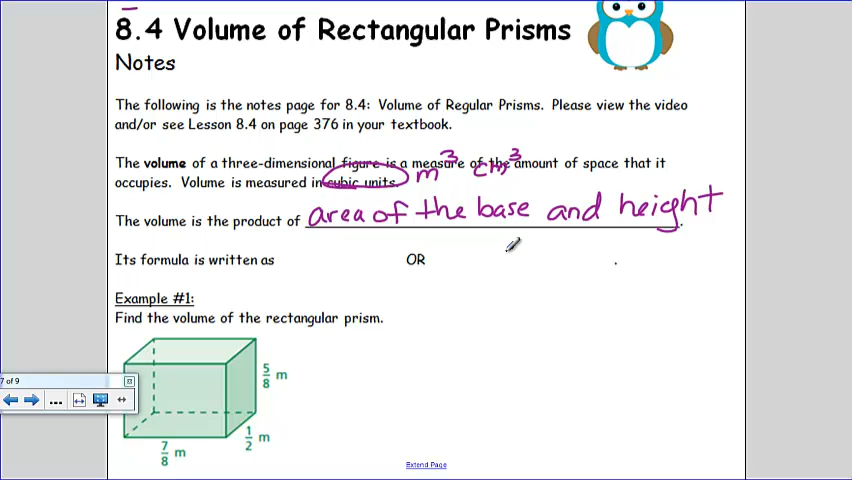 8.4 Volume of Rectangular Prisms
Notes
The following is the notes page for 8.4: Volume of Regular Prisms. Please view the video
and/or see Lesson 8.4 on page 376 in your textbook.
The volume of a three-dimensional figure is a measure of the amount of space that it
occupies. Volume is measured in cubic units. m³ cm³
The volume is the product of area of the base and height.
Its formula is written as OR .
Example #1:
Find the volume of the rectangular prism.
5/8 m
7 of 9
1/2 m
7/8 m
Extend Page